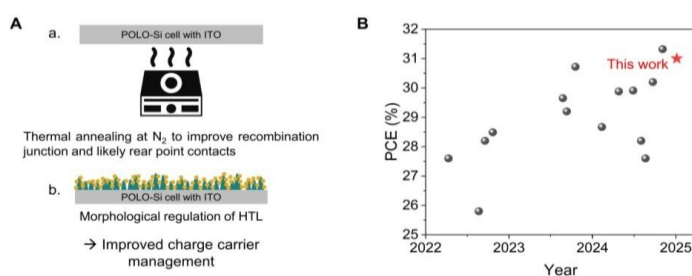 A
a.
POLO-Si cell with ITO
Thermal annealing at N2 to improve recombination
junction and likely rear point contacts
b.
POLO-Si cell with ITO
Morphological regulation of HTL
→ Improved charge carrier
management
B
PCE (%)
32
31
30
29
28
27
26
25
This work
2022
2023
2024
2025
Year